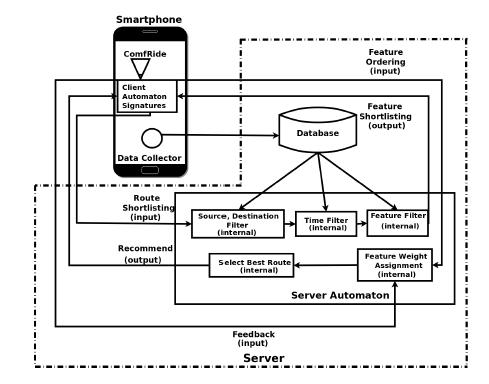 Smartphone
ComfRide
Client
Automaton
Signatures
Data Collector
Feature
Ordering
(input)
Feature
Shortlisting
(output)
Database
Route
Shortlisting
(input)
Source, Destination
Filter
(internal)
Time Filter
(internal)
Feature Filter
(internal)
Recommend
(output)
Select Best Route
(internal)
Feature Weight
Assignment
(internal)
Server Automaton
Feedback
(input)
Server